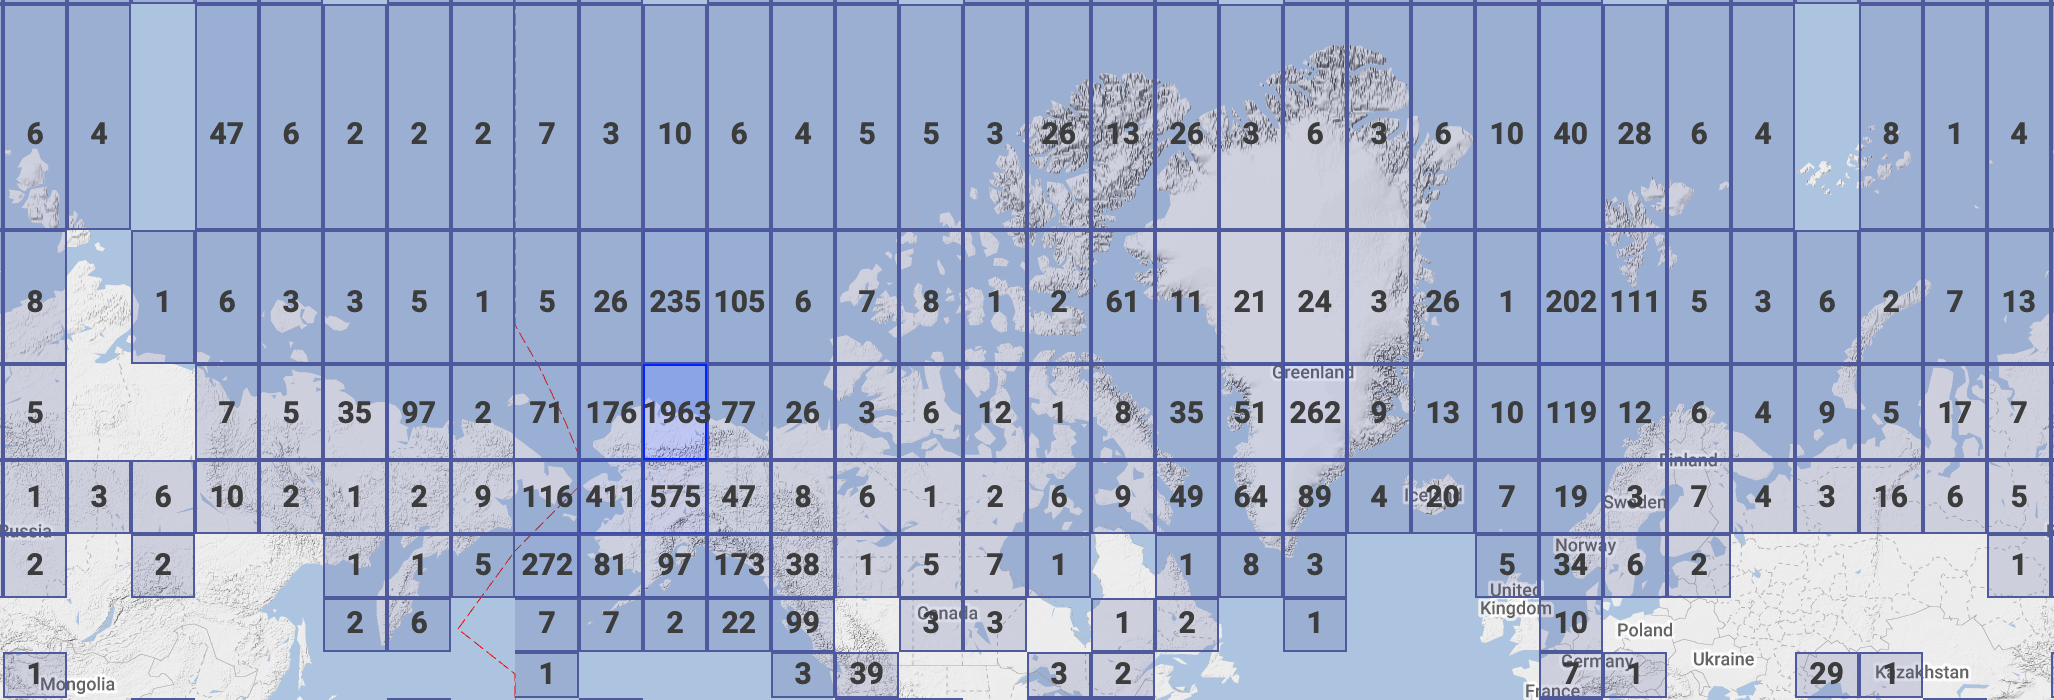 6 4 47 6 2 2 2 7 3 10 6 4 5 5 3 26 13 26 3 6 3 6 10 40 28 6 4 8 1 4
8 1 6 3 3 5 1 5 26 235 105 6 7 8 1 2 61 11 21 24 3 26 1 202 111 5 3 6 2 7 13
Greenland
5 7 5 35 97 2 71 176 1963 77 26 3 6 12 1 8 35 51 262 9 13 10 119 12 6 4 9 5 17 7
Finland
1 3 6 10 2 1 2 9 116 411 575 47 8 6 1 2 6 9 49 64 89 4 Iceland 20 7 19 Sweden 3 7 4 3 16 6 5
Russia
Norway
2 2 1 1 5 272 81 97 173 38 1 5 7 1 1 8 3 5 34 6 2 1
United
Kingdom
Canada
2 6 7 7 2 22 99 3 3 1 2 1 10 Poland
Germany Ukraine
1 Mongolia 1 3 39 3 2 7 1 29 1 Kazakhstan
France